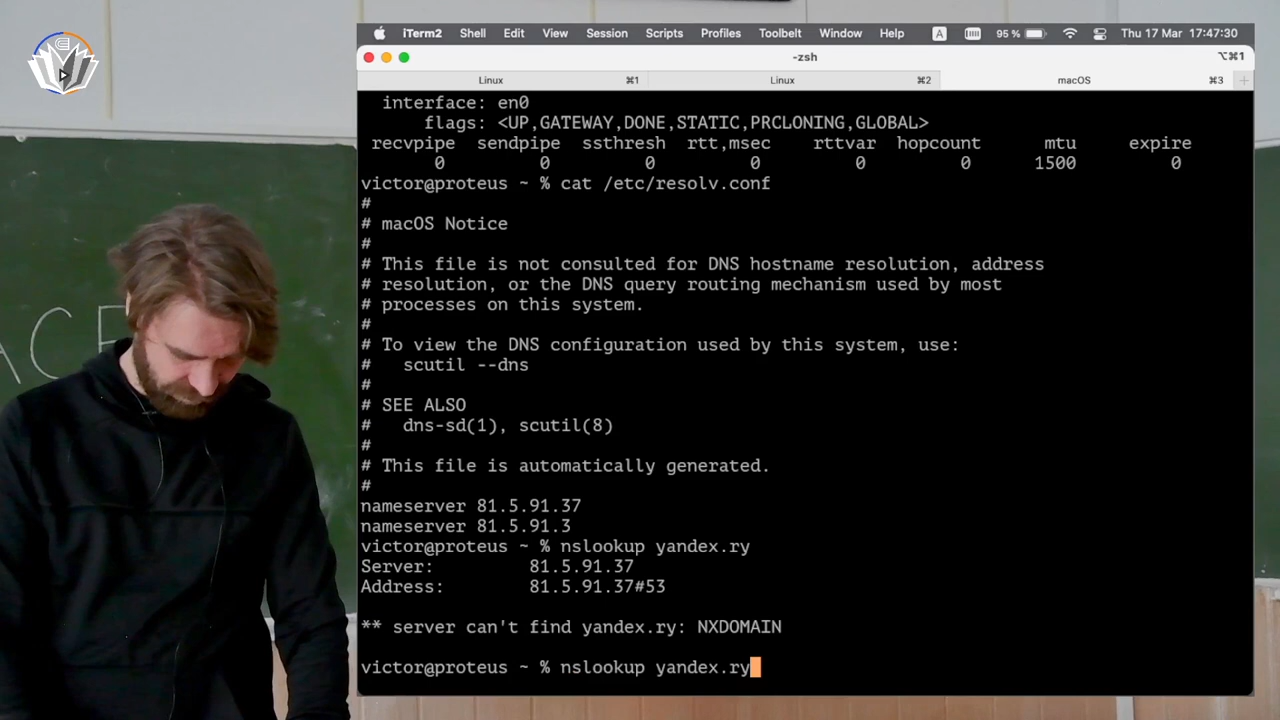 iTerm2 Shell Edit View Session Scripts Profiles Toolbelt Window Help A 95 % Thu 17 Mar 17:47:30
-zsh ⌥⌘1
Linux ⌘1 Linux ⌘2 macOS ⌘3 +
interface: en0
flags: <UP,GATEWAY,DONE,STATIC,PRCLONING,GLOBAL>
recvpipe sendpipe ssthresh rtt,msec rttvar hopcount mtu expire
0 0 0 0 0 0 1500 0
victor@proteus ~ % cat /etc/resolv.conf
#
# macOS Notice
#
# This file is not consulted for DNS hostname resolution, address
# resolution, or the DNS query routing mechanism used by most
# processes on this system.
#
# To view the DNS configuration used by this system, use:
#   scutil --dns
#
# SEE ALSO
#   dns-sd(1), scutil(8)
#
# This file is automatically generated.
#
nameserver 81.5.91.37
nameserver 81.5.91.3
victor@proteus ~ % nslookup yandex.ry
Server: 81.5.91.37
Address: 81.5.91.37#53
** server can't find yandex.ry: NXDOMAIN
victor@proteus ~ % nslookup yandex.ry
ACE